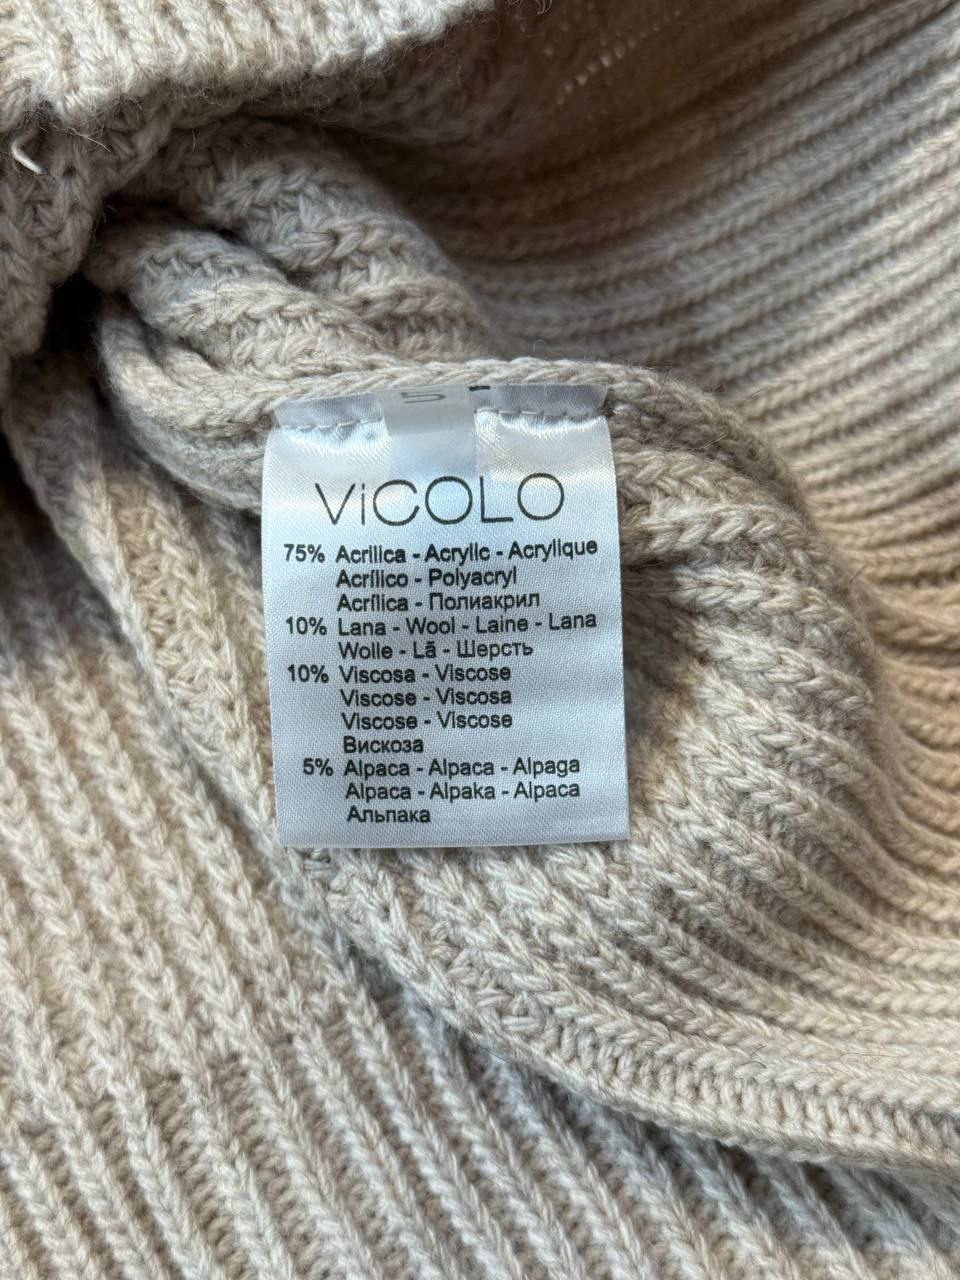 ViCOLO
75% Acrilica - Acrylic - Acrylique
Acrílico - Polyacryl
Acrílica - Полиакрил
10% Lana - Wool - Laine - Lana
Wolle - Lã - Шерсть
10% Viscosa - Viscose
Viscose - Viscosa
Viscose - Viscose
Вискоза
5% Alpaca - Alpaca - Alpaga
Alpaca - Alpaka - Alpaca
Альпака